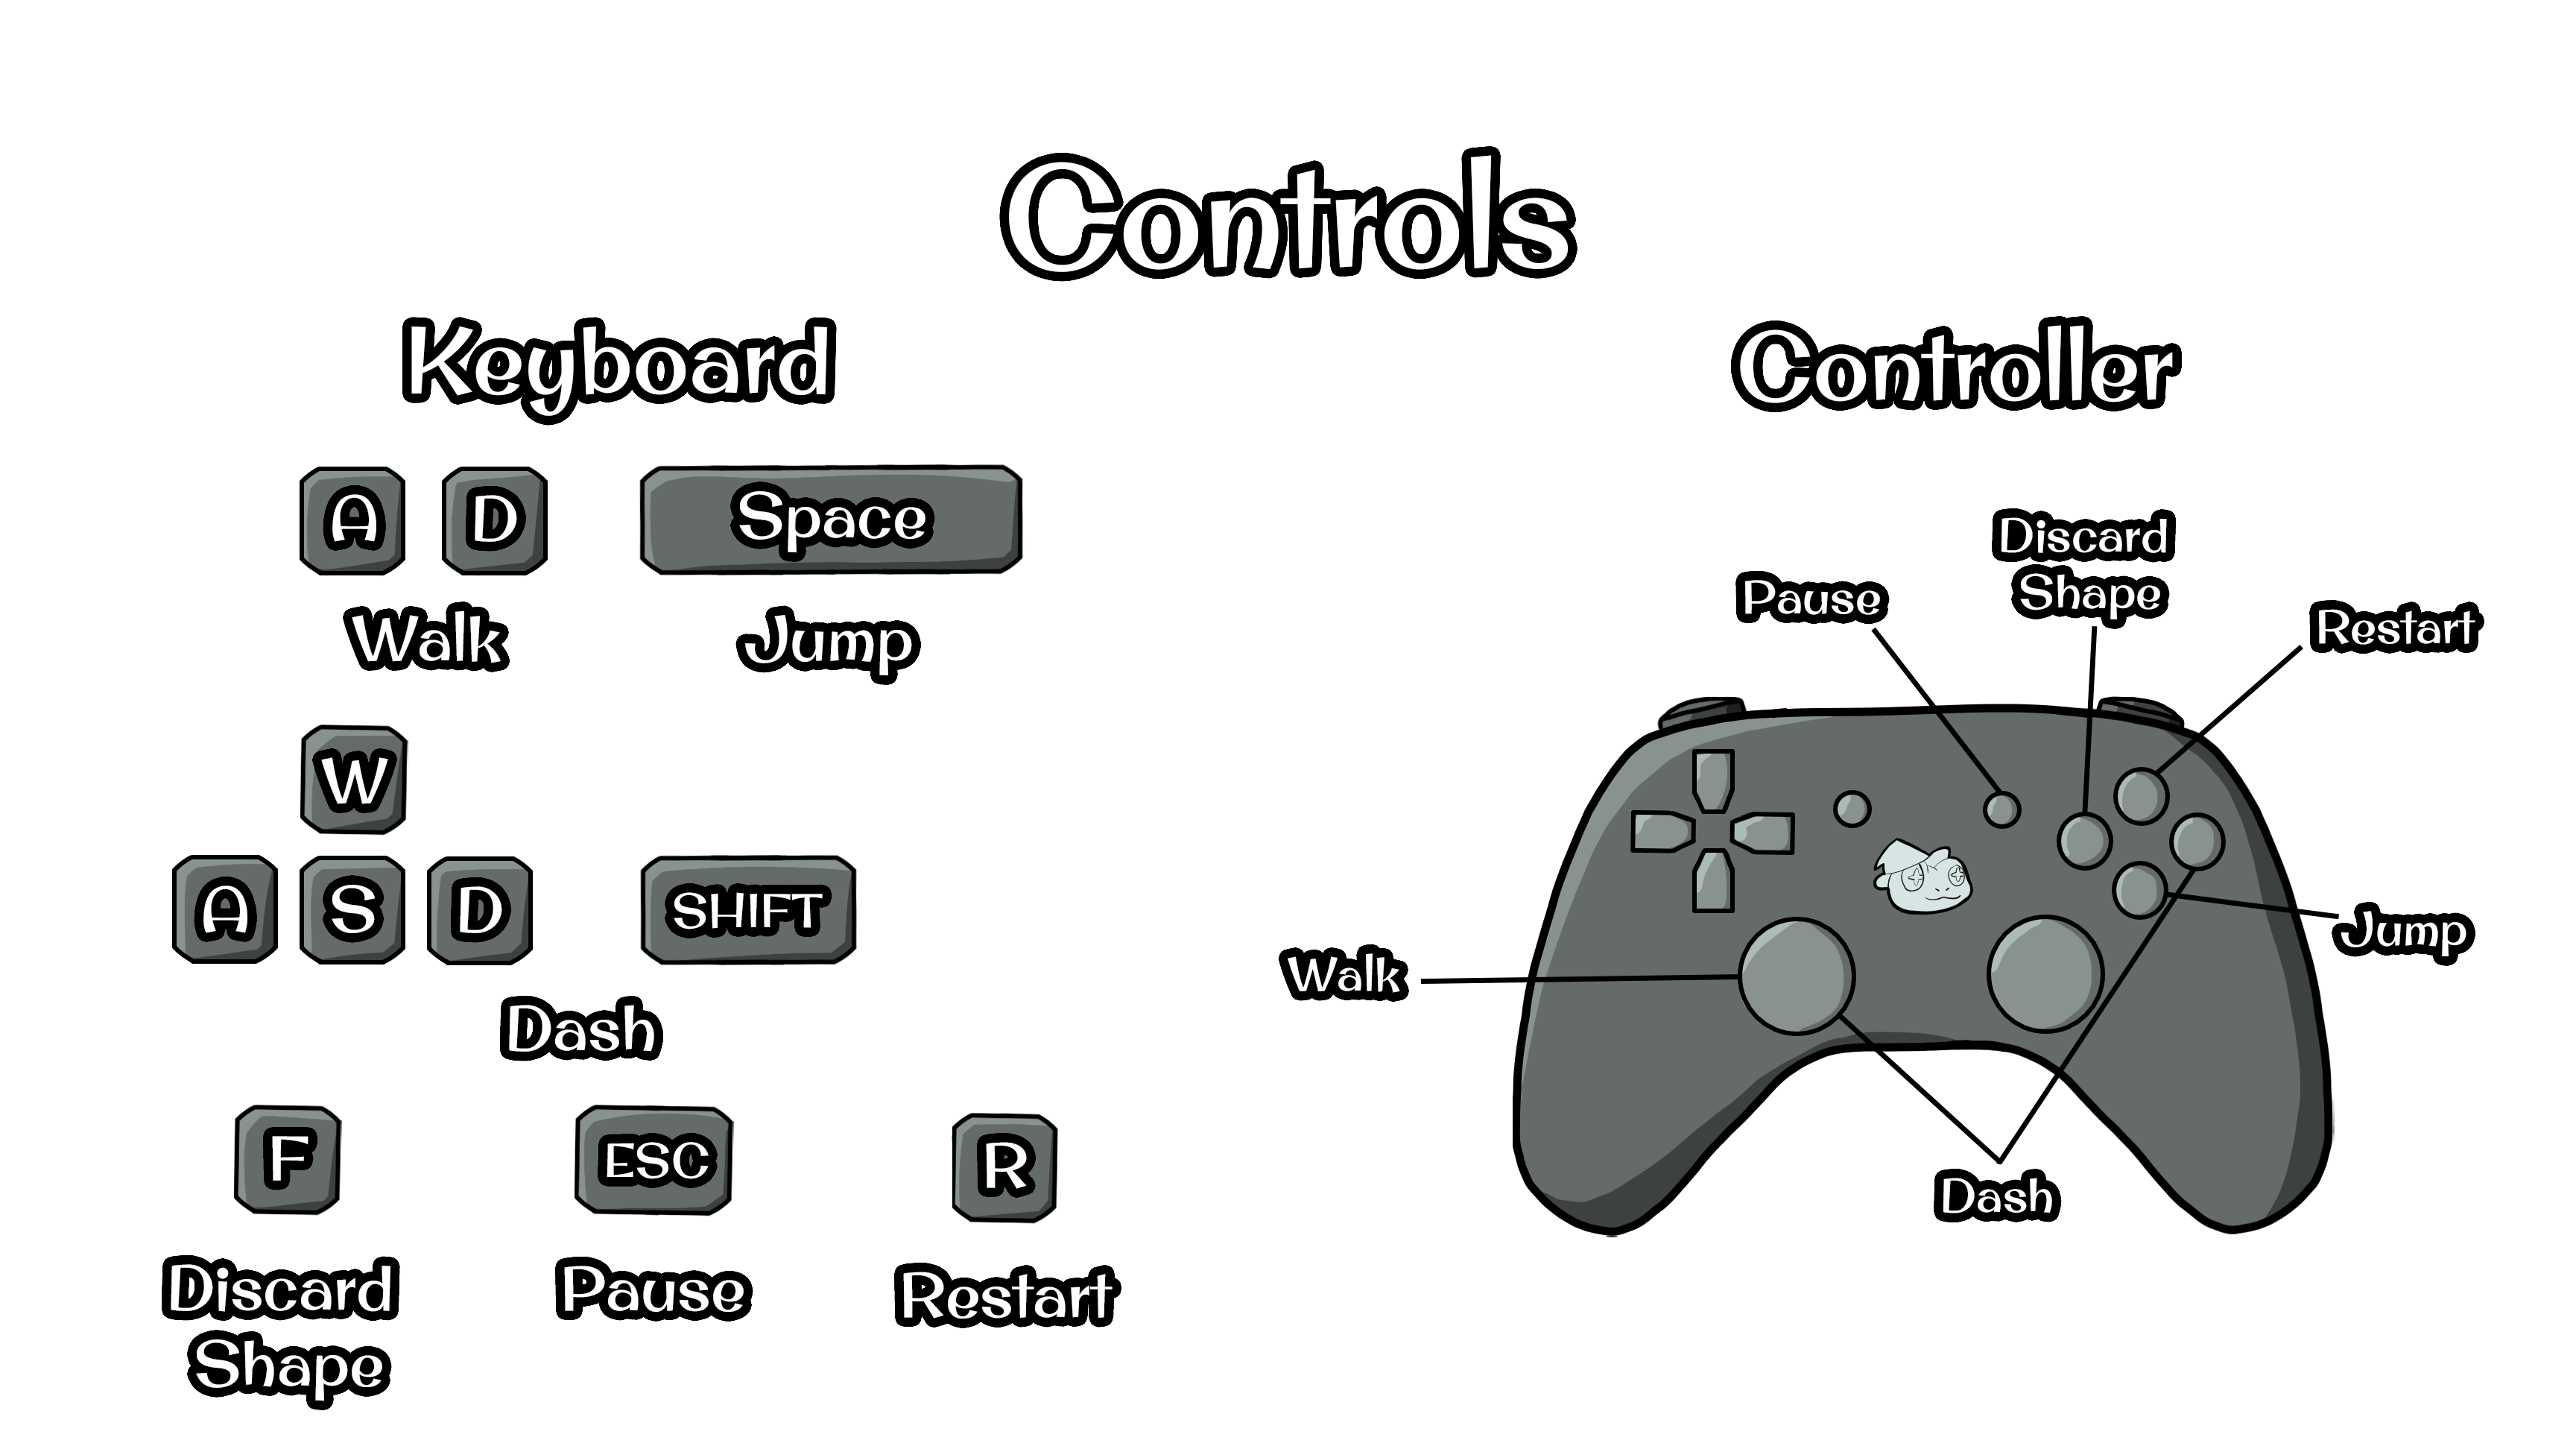 Controls
Keyboard
A D Space
Walk Jump
W
A S D SHIFT
Dash
F ESC R
Discard
Shape
Pause
Restart
Controller
Discard
Shape
Pause
Restart
Jump
Walk
Dash